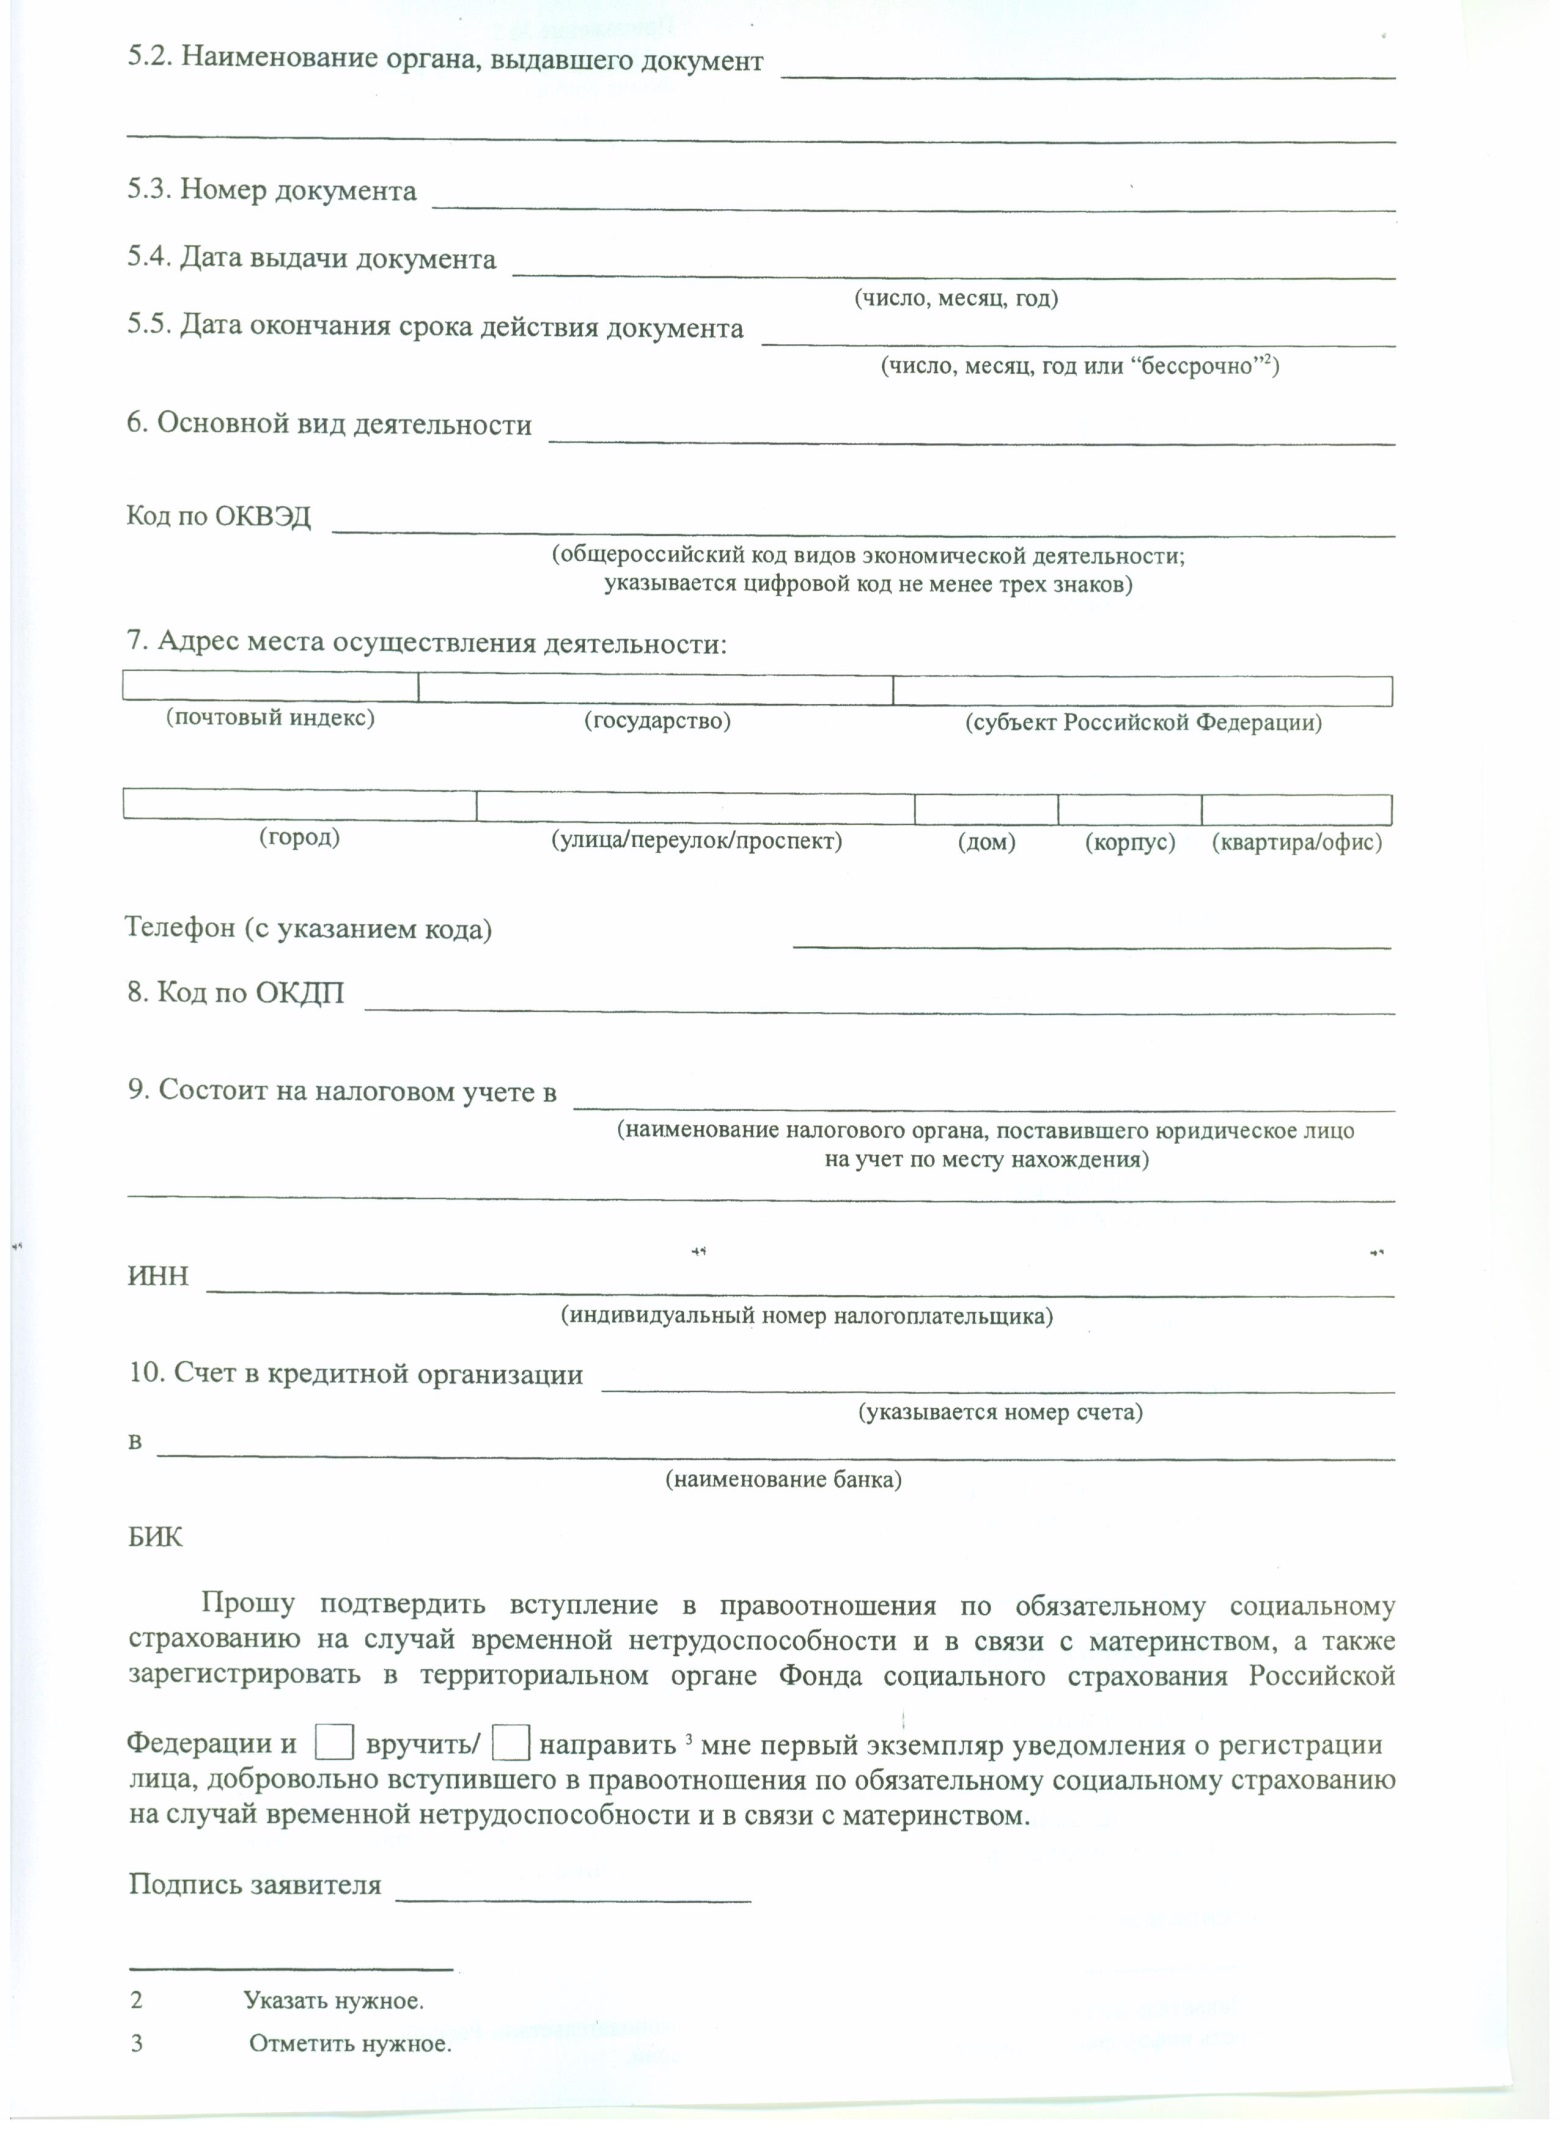 5.2. Наименование органа, выдавшего документ
5.3. Номер документа
5.4. Дата выдачи документа
(число, месяц, год)
5.5. Дата окончания срока действия документа
(число, месяц, год или “бессрочно”²)
6. Основной вид деятельности
Код по ОКВЭД
(общероссийский код видов экономической деятельности;
указывается цифровой код не менее трех знаков)
7. Адрес места осуществления деятельности:
(почтовый индекс) (государство) (субъект Российской Федерации)
(город) (улица/переулок/проспект) (дом) (корпус) (квартира/офис)
Телефон (с указанием кода)
8. Код по ОКДП
9. Состоит на налоговом учете в
(наименование налогового органа, поставившего юридическое лицо
на учет по месту нахождения)
ИНН
(индивидуальный номер налогоплательщика)
10. Счет в кредитной организации
(указывается номер счета)
в
(наименование банка)
БИК
Прошу подтвердить вступление в правоотношения по обязательному социальному
страхованию на случай временной нетрудоспособности и в связи с материнством, а также
зарегистрировать в территориальном органе Фонда социального страхования Российской
Федерации и вручить/ направить ³ мне первый экземпляр уведомления о регистрации
лица, добровольно вступившего в правоотношения по обязательному социальному страхованию
на случай временной нетрудоспособности и в связи с материнством.
Подпись заявителя
2 Указать нужное.
3 Отметить нужное.